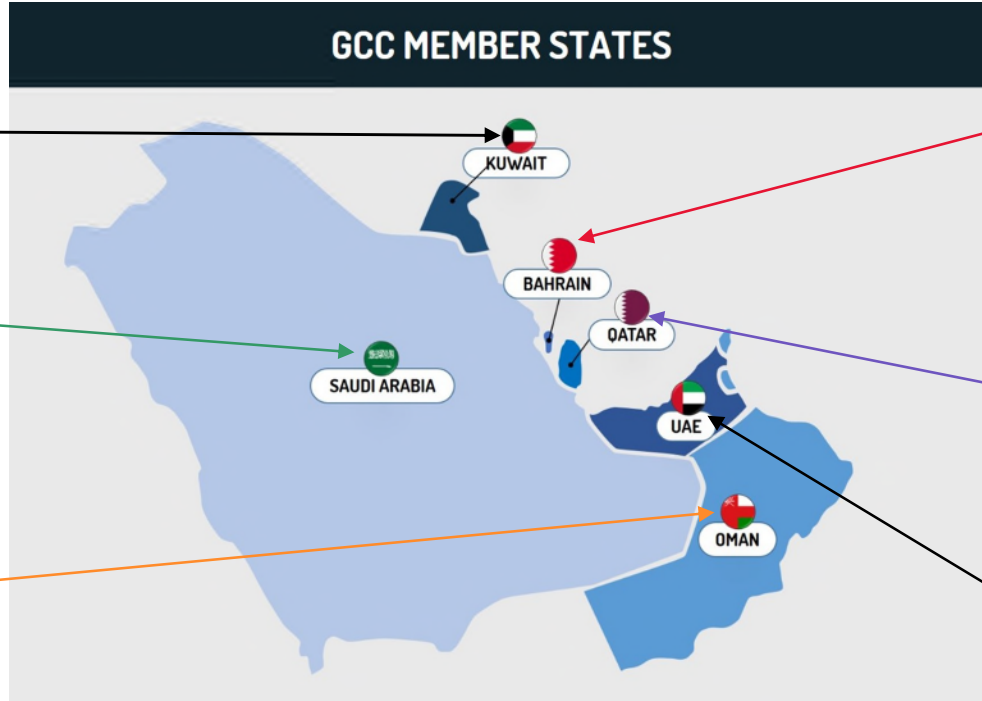 GCC MEMBER STATES
KUWAIT
BAHRAIN
QATAR
SAUDI ARABIA
UAE
OMAN